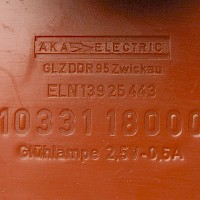 AKA ELECTRIC
GLZ DDR 95 Zwickau
ELN 139 25 443
10331 18000
Glühlampe 2,5V-0,5A